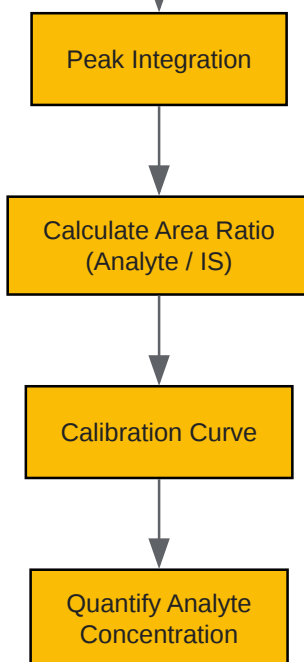 Peak Integration
Calculate Area Ratio
(Analyte / IS)
Calibration Curve
Quantify Analyte
Concentration